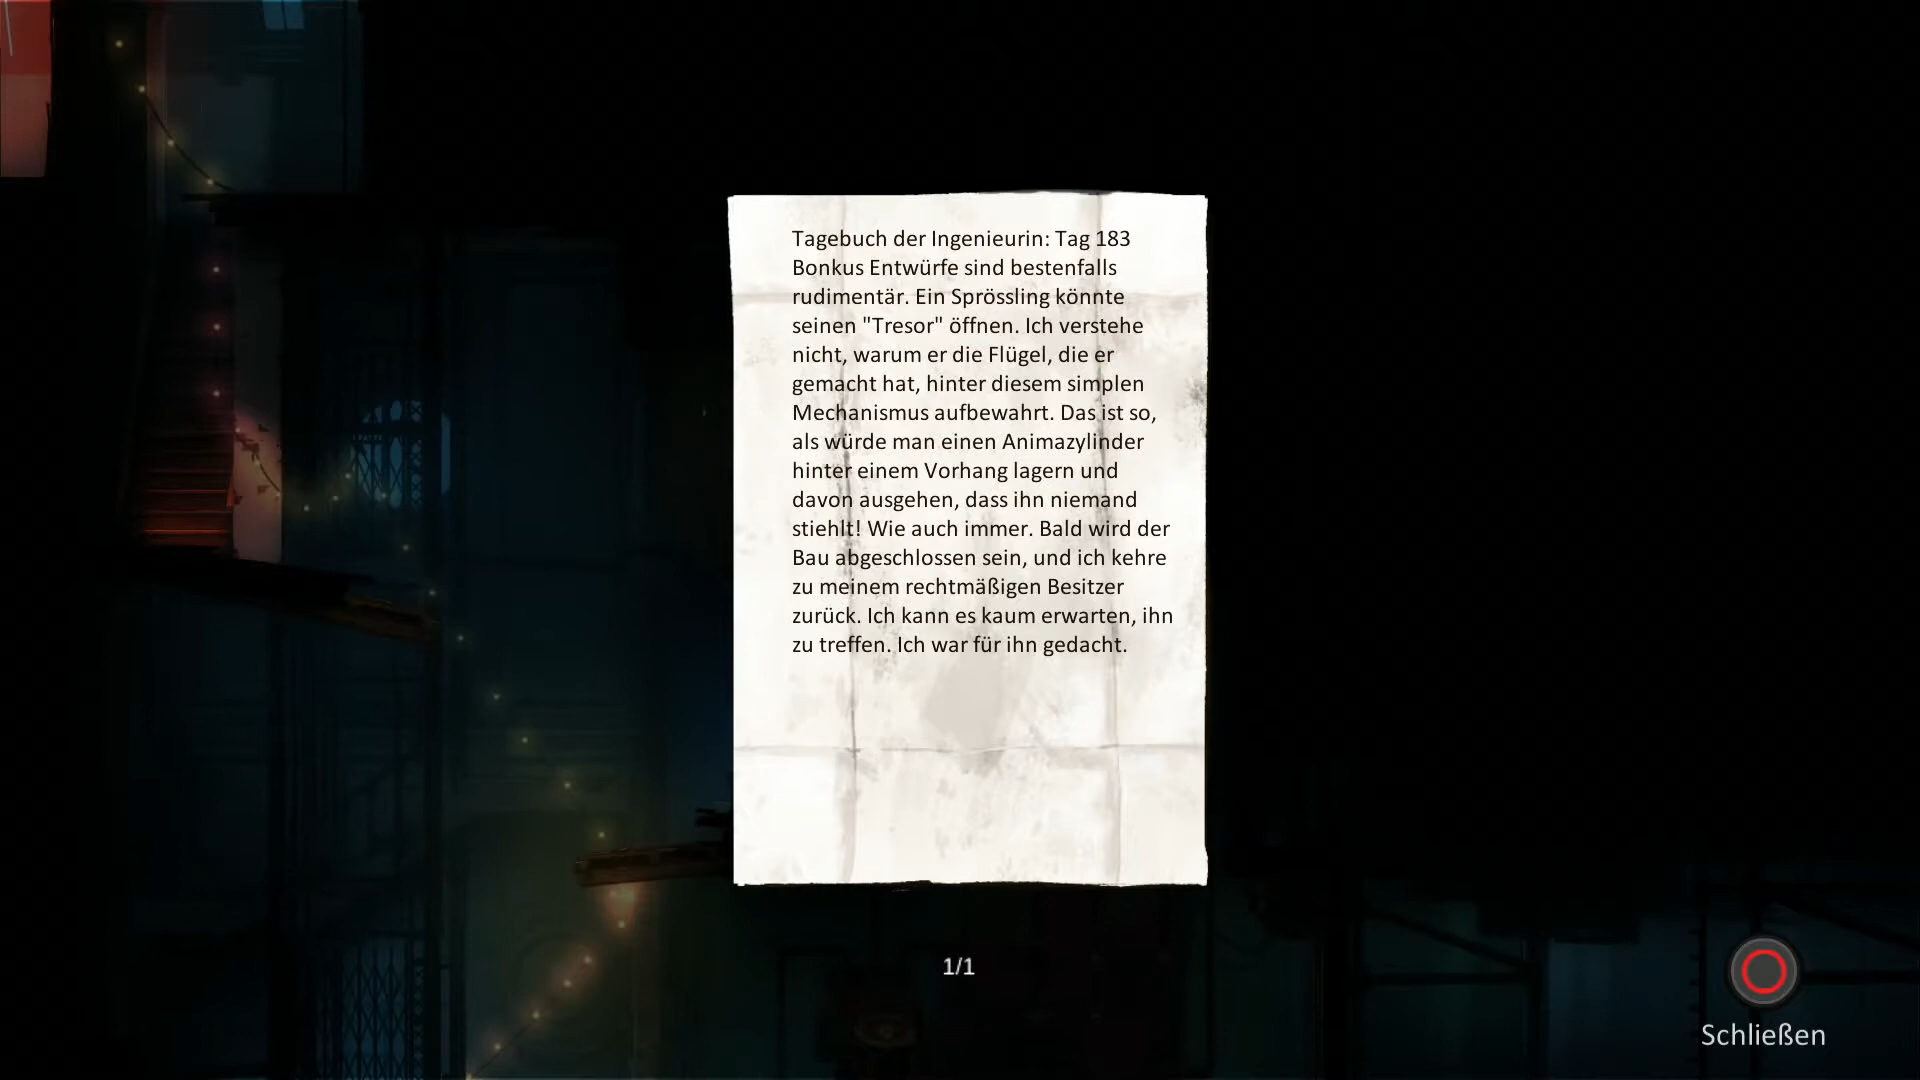 Tagebuch der Ingenieurin: Tag 183
Bonkus Entwürfe sind bestenfalls
rudimentär. Ein Sprössling könnte
seinen "Tresor" öffnen. Ich verstehe
nicht, warum er die Flügel, die er
gemacht hat, hinter diesem simplen
Mechanismus aufbewahrt. Das ist so,
als würde man einen Animazylinder
hinter einem Vorhang lagern und
davon ausgehen, dass ihn niemand
stiehlt! Wie auch immer. Bald wird der
Bau abgeschlossen sein, und ich kehre
zu meinem rechtmäßigen Besitzer
zurück. Ich kann es kaum erwarten, ihn
zu treffen. Ich war für ihn gedacht.
1/1
Schließen